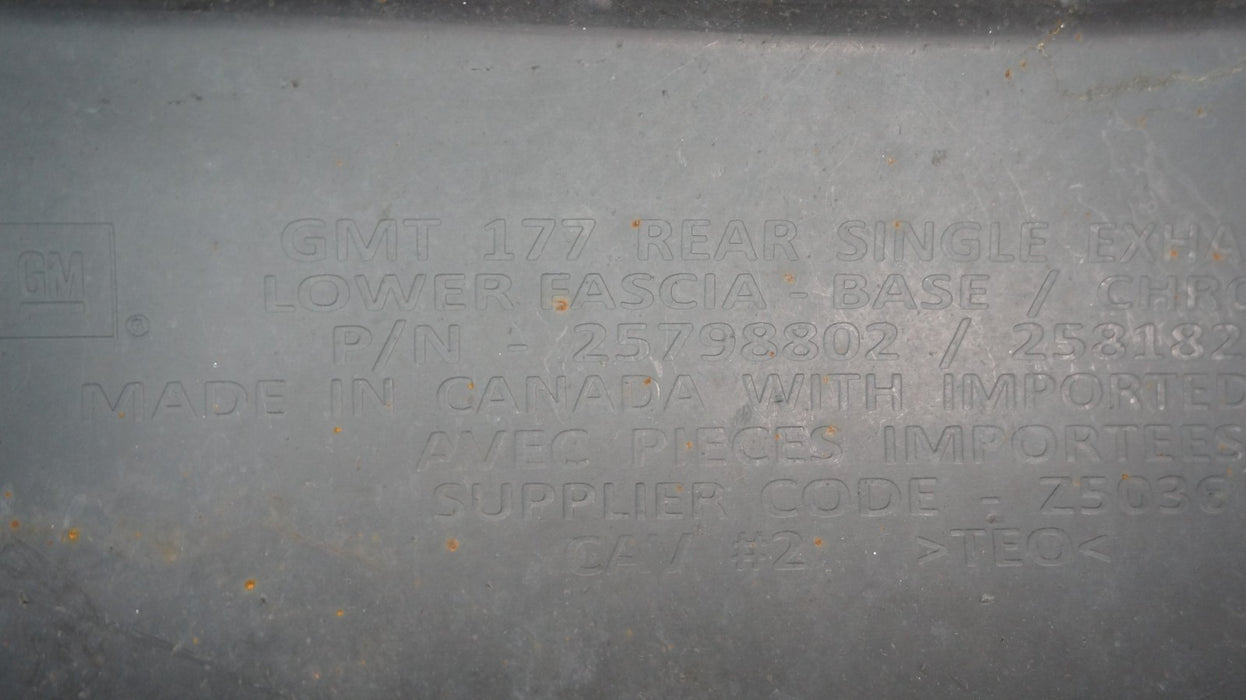 GM
®
GMT 177 REAR SINGLE EXHA
LOWER FASCIA - BASE / CHRO
P/N - 25798802 / 258182
MADE IN CANADA WITH IMPORTED
AVEC PIECES IMPORTEES
SUPPLIER CODE - Z5036
CAV #2 >TEO<